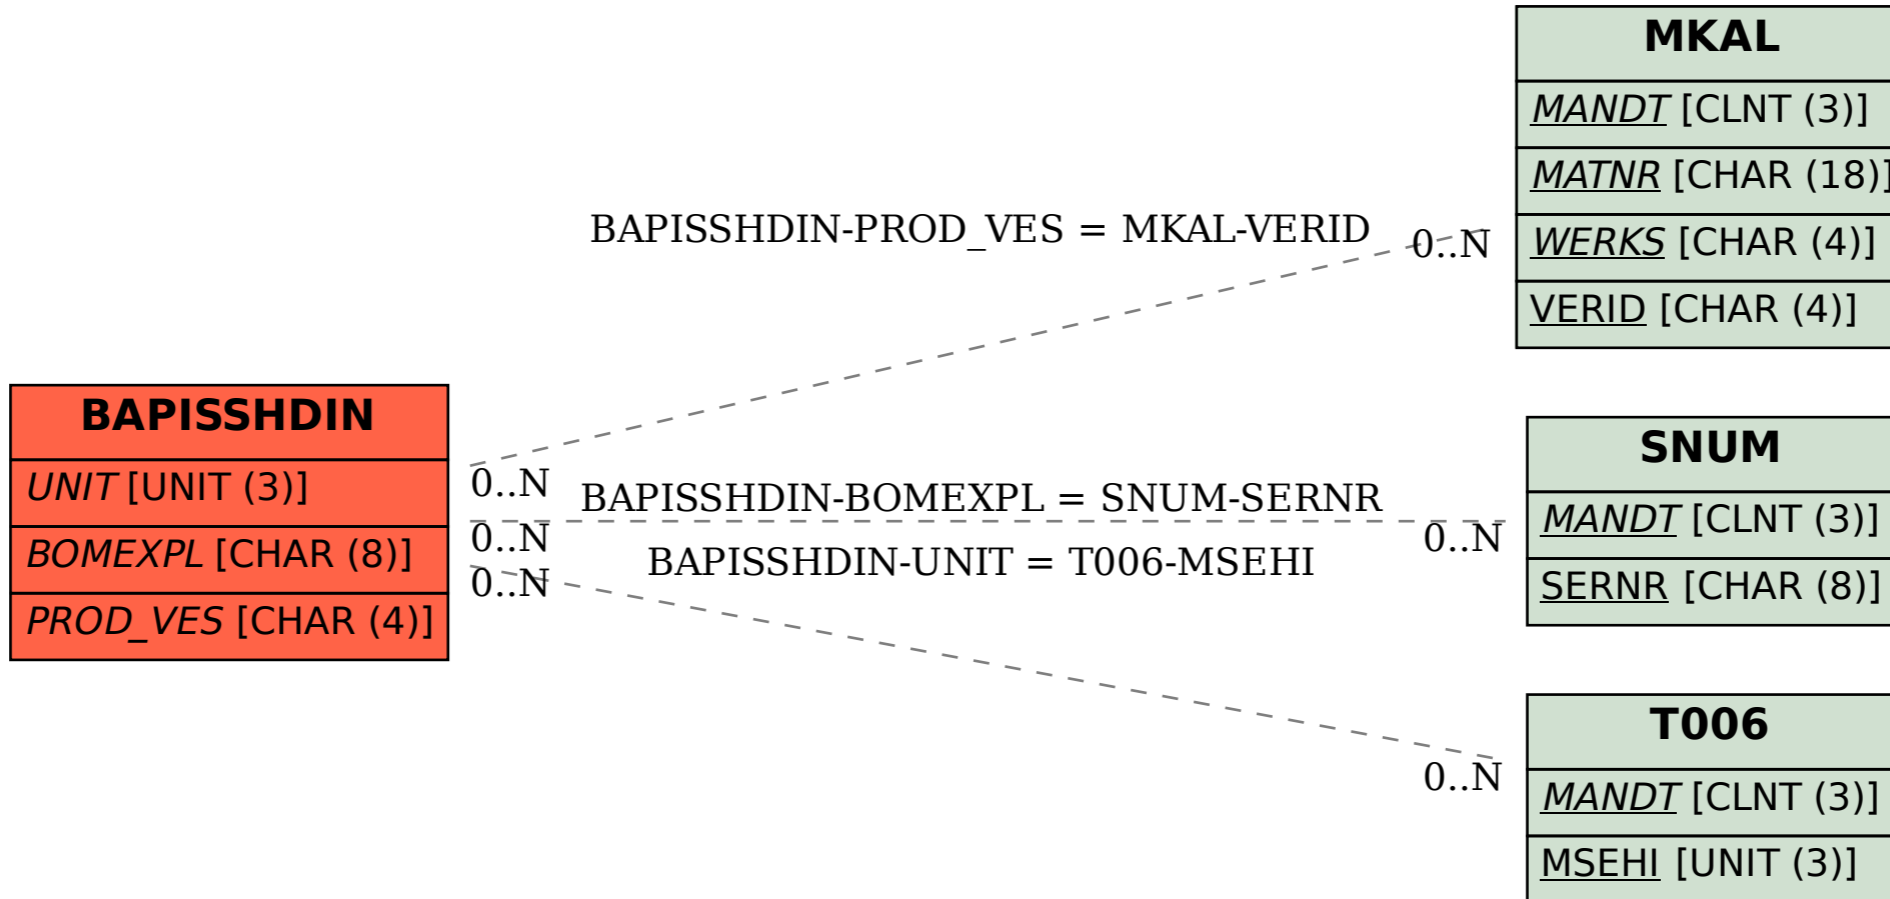 MKAL
MANDT [CLNT (3)]
MATNR [CHAR (18)]
WERKS [CHAR (4)]
VERID [CHAR (4)]
BAPISSHDIN-PROD_VES = MKAL-VERID
0..N
BAPISSHDIN
UNIT [UNIT (3)]
BOMEXPL [CHAR (8)]
PROD_VES [CHAR (4)]
0..N
BAPISSHDIN-BOMEXPL = SNUM-SERNR
0..N
0..N
BAPISSHDIN-UNIT = T006-MSEHI
0..N
SNUM
MANDT [CLNT (3)]
SERNR [CHAR (8)]
0..N
T006
MANDT [CLNT (3)]
MSEHI [UNIT (3)]